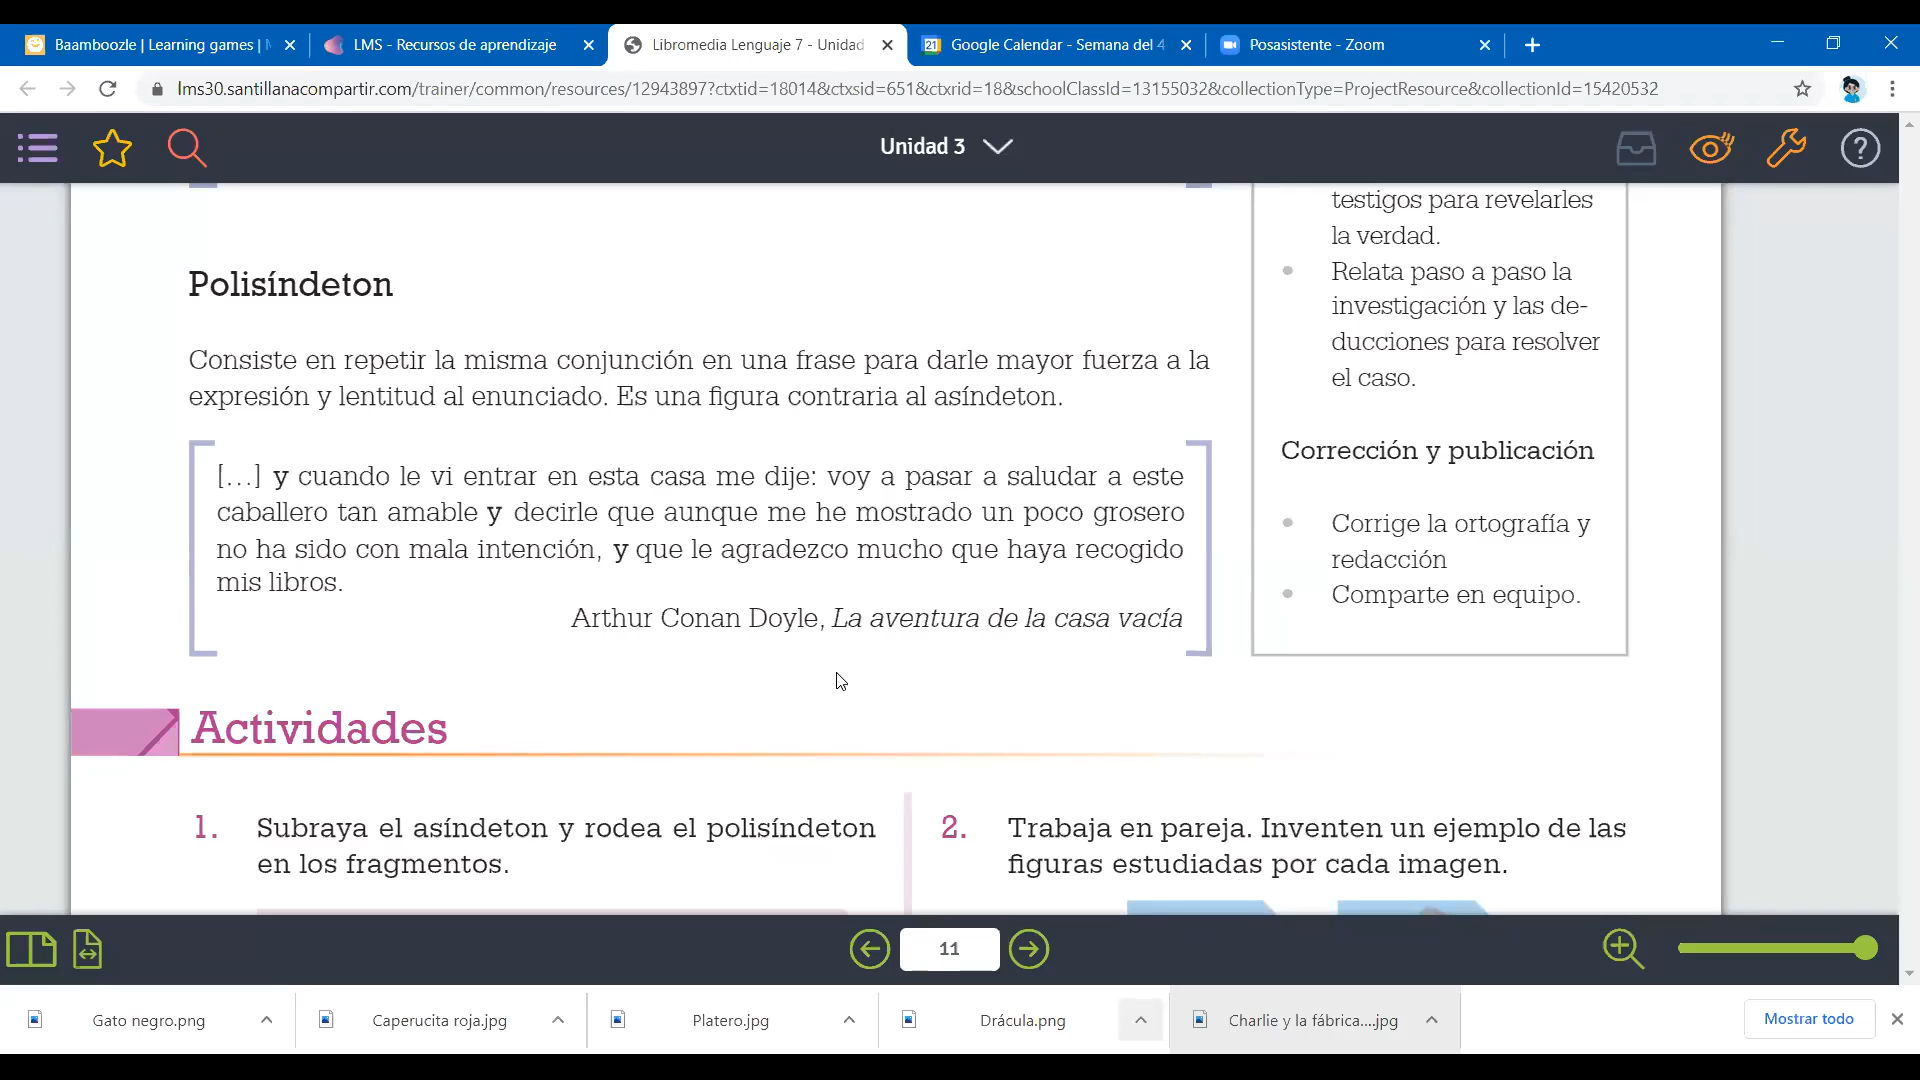 Baamboozle | Learning games |
LMS - Recursos de aprendizaje
Libromedia Lenguaje 7 - Unidad
Google Calendar - Semana del 4
Posasistente - Zoom
lms30.santillanacompartir.com/trainer/common/resources/12943897?ctxtid=18014&ctxsid=651&ctxrid=18&schoolClassId=13155032&collectionType=ProjectResource&collectionId=15420532
Unidad 3
Polisíndeton
Consiste en repetir la misma conjunción en una frase para darle mayor fuerza a la
expresión y lentitud al enunciado. Es una figura contraria al asíndeton.
[…] y cuando le vi entrar en esta casa me dije: voy a pasar a saludar a este
caballero tan amable y decirle que aunque me he mostrado un poco grosero
no ha sido con mala intención, y que le agradezco mucho que haya recogido
mis libros.
Arthur Conan Doyle, La aventura de la casa vacía
testigos para revelarles
la verdad.
• Relata paso a paso la
investigación y las de-
ducciones para resolver
el caso.
Corrección y publicación
• Corrige la ortografía y
redacción
• Comparte en equipo.
Actividades
1. Subraya el asíndeton y rodea el polisíndeton
en los fragmentos.
2. Trabaja en pareja. Inventen un ejemplo de las
figuras estudiadas por cada imagen.
11
Gato negro.png
Caperucita roja.jpg
Platero.jpg
Drácula.png
Charlie y la fábrica....jpg
Mostrar todo